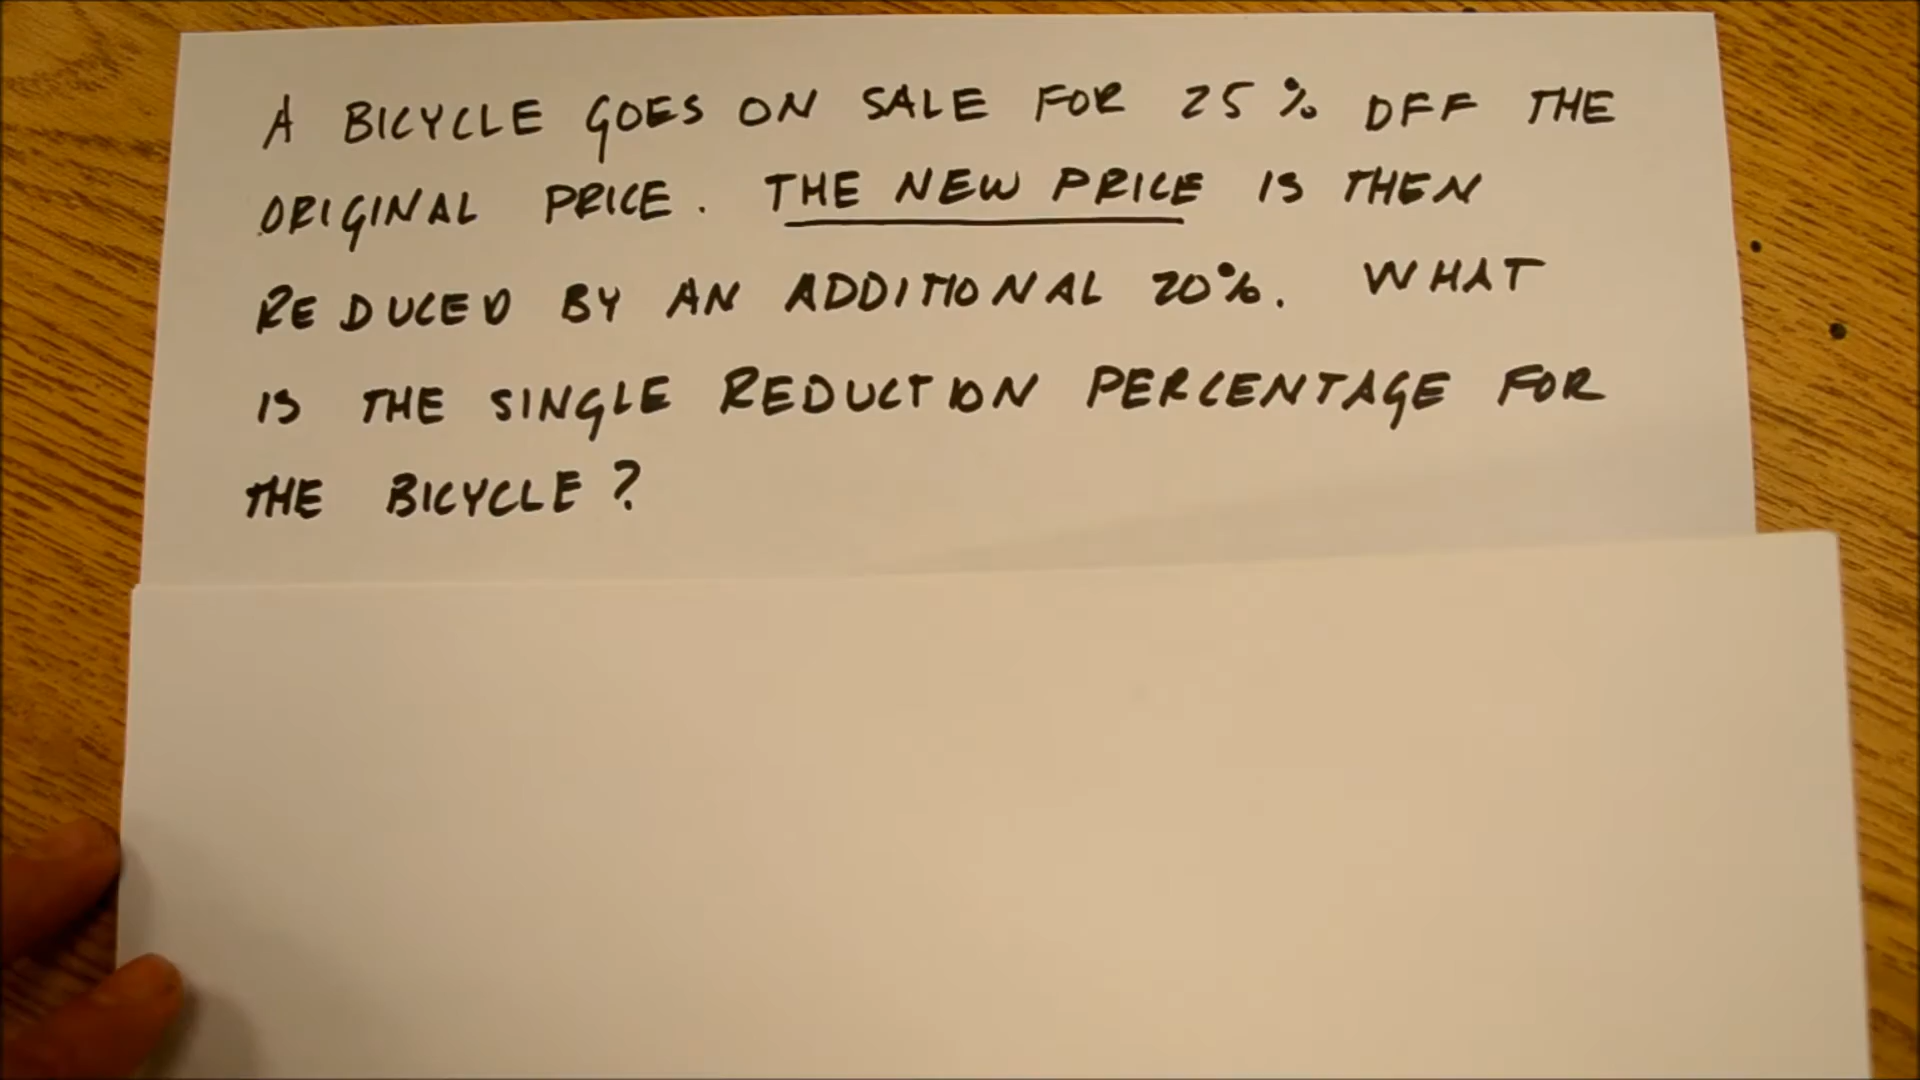 A BICYCLE GOES ON SALE FOR 25% OFF THE
ORIGINAL PRICE. THE NEW PRICE IS THEN
REDUCED BY AN ADDITIONAL 20%. WHAT
IS THE SINGLE REDUCTION PERCENTAGE FOR
THE BICYCLE?